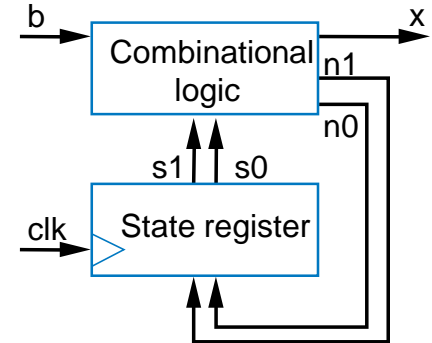 b
x
Combinational
logic
n1
n0
s1
s0
clk
State register